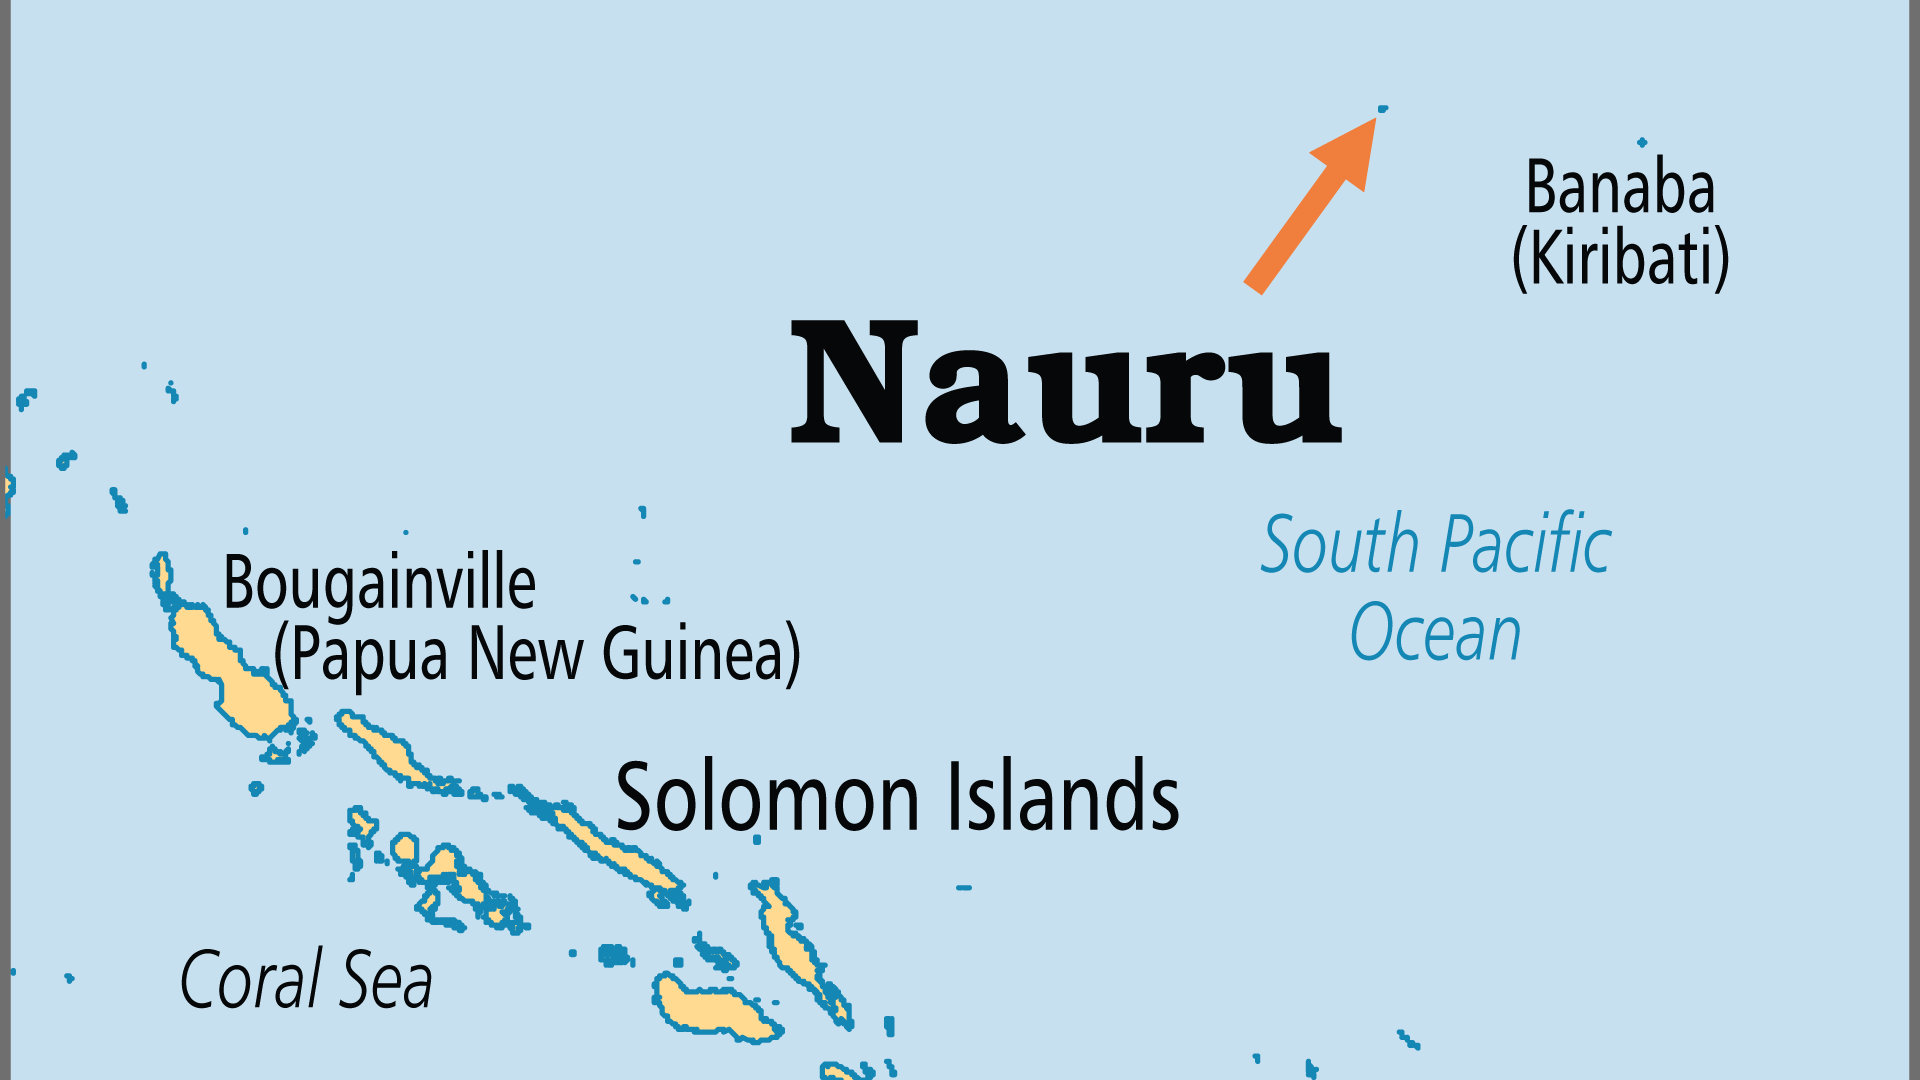 Banaba
(Kiribati)
Nauru
South Pacific
Ocean
Bougainville
(Papua New Guinea)
Solomon Islands
Coral Sea